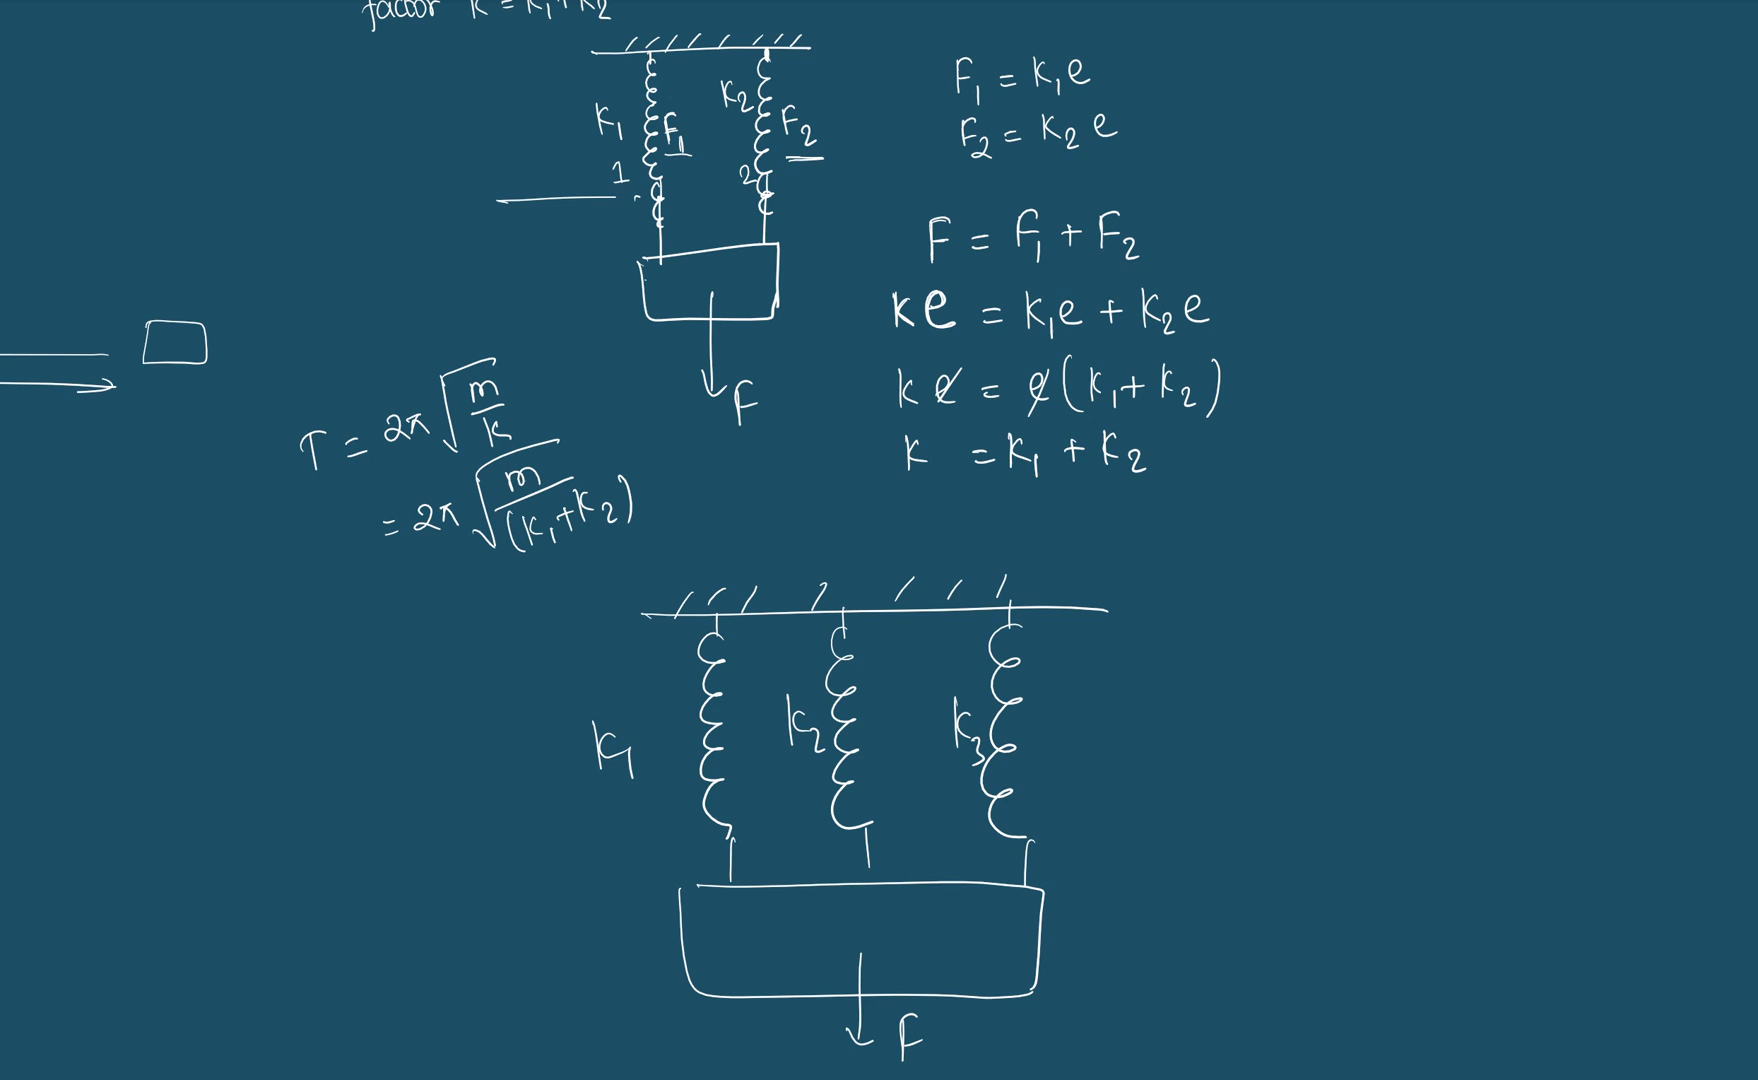 factor K = K₁ + K₂
K₁ F₁ K₂ F₂
1 2
F
F₁ = K₁e
F₂ = K₂ e
F = F₁ + F₂
Ke = K₁e + K₂e
Ke = e(K₁ + K₂)
K = K₁ + K₂
T = 2π √(m/K)
= 2π √(m/(K₁+K₂))
K₁ K₂ K₃
F